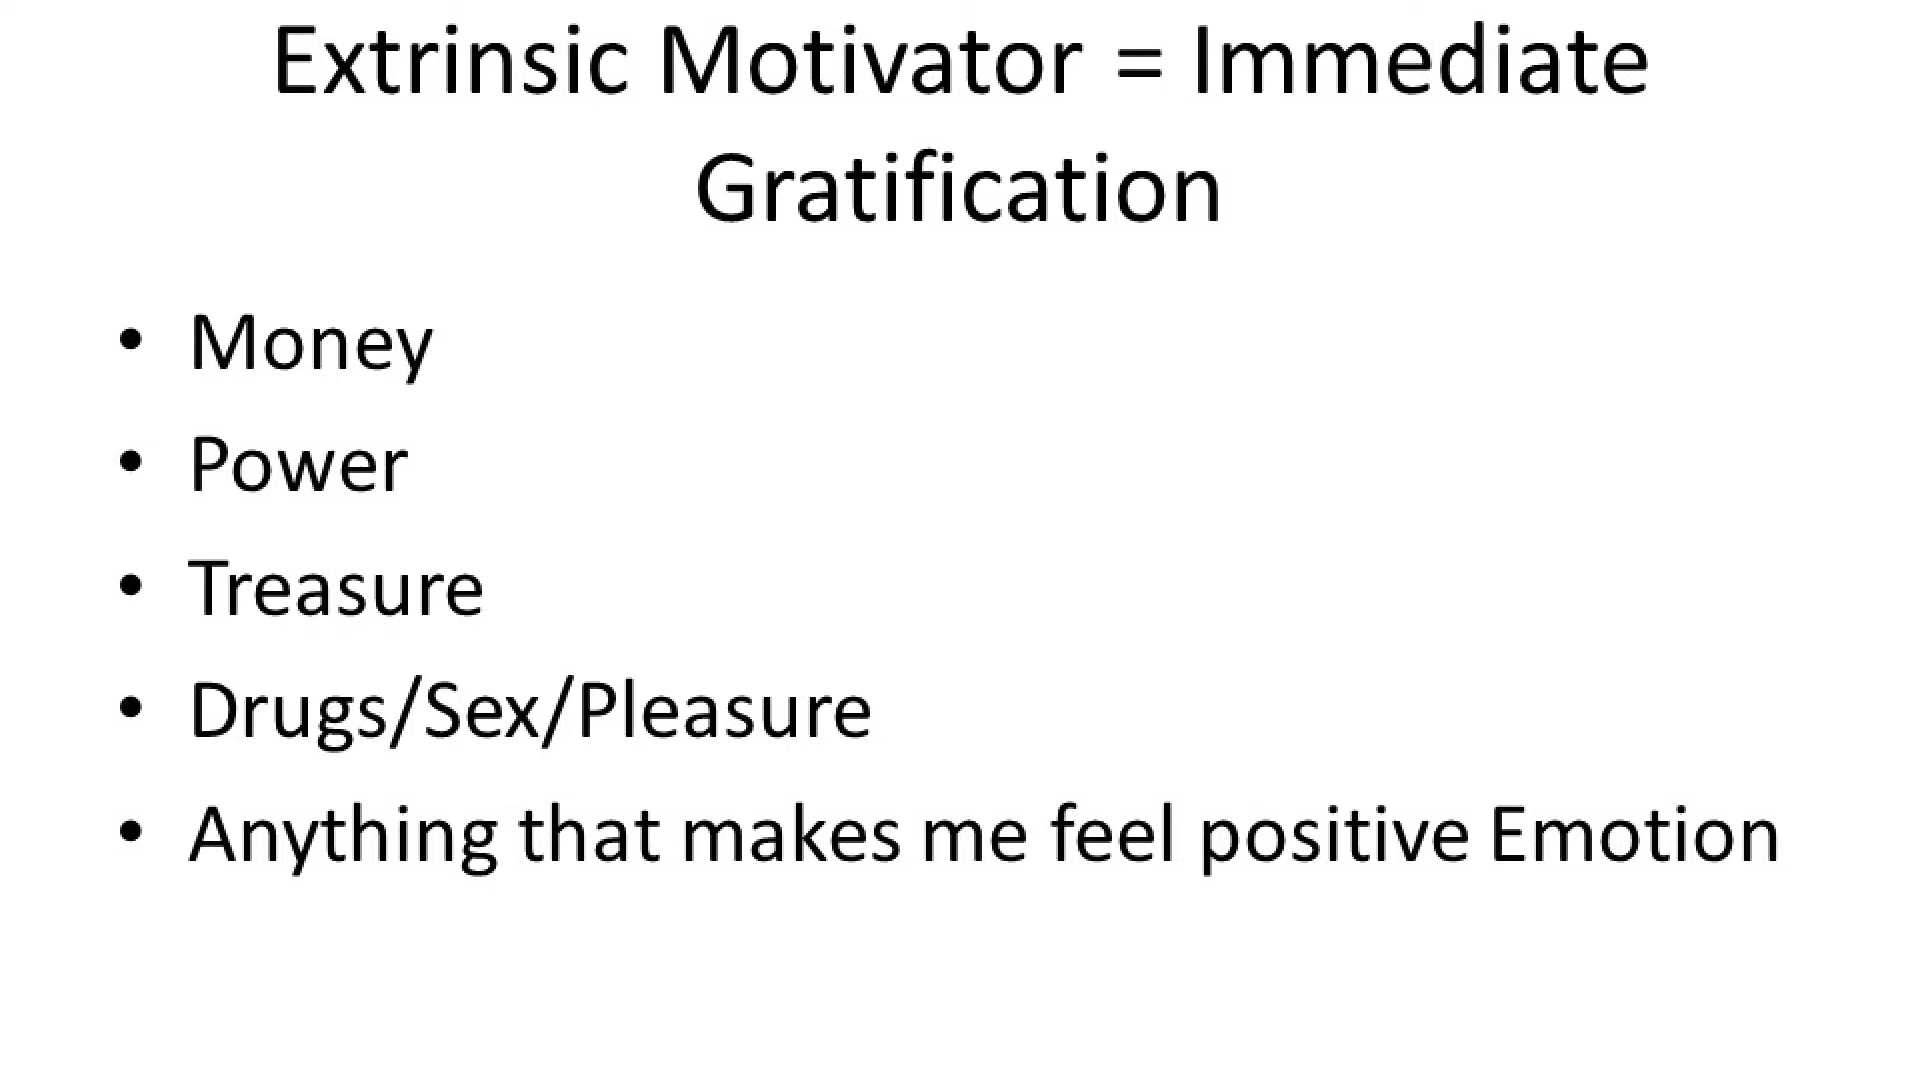 Extrinsic Motivator = Immediate
Gratification
• Money
• Power
• Treasure
• Drugs/Sex/Pleasure
• Anything that makes me feel positive Emotion